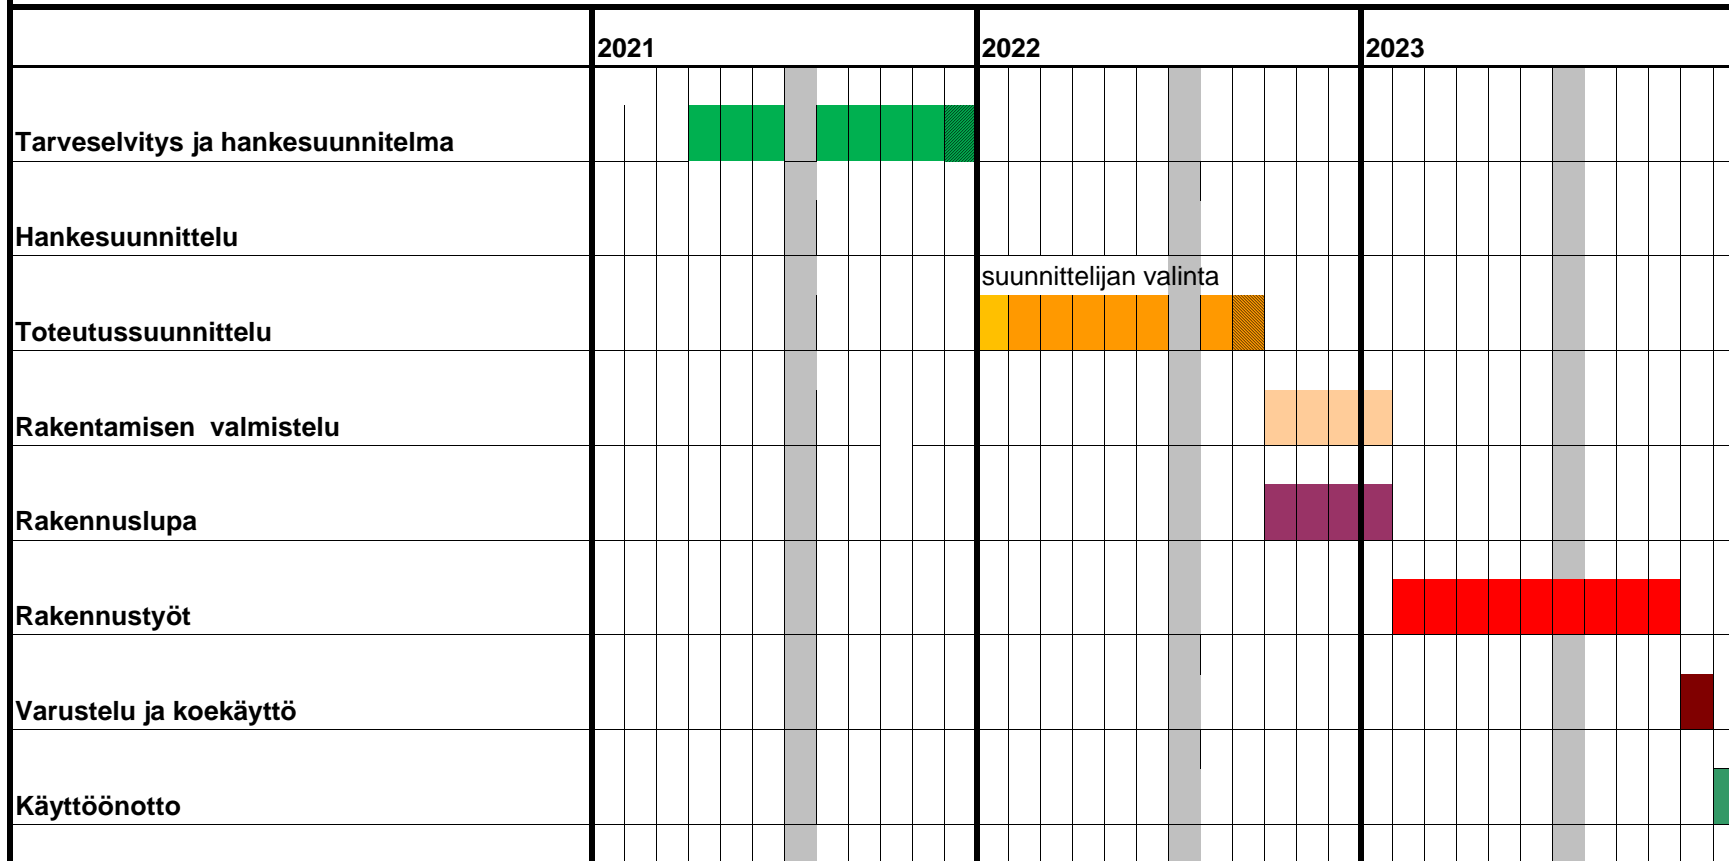 2021 2022 2023
Tarveselvitys ja hankesuunnitelma
Hankesuunnittelu
suunnittelijan valinta
Toteutussuunnittelu
Rakentamisen  valmistelu
Rakennuslupa
Rakennustyöt
Varustelu ja koekäyttö
Käyttöönotto